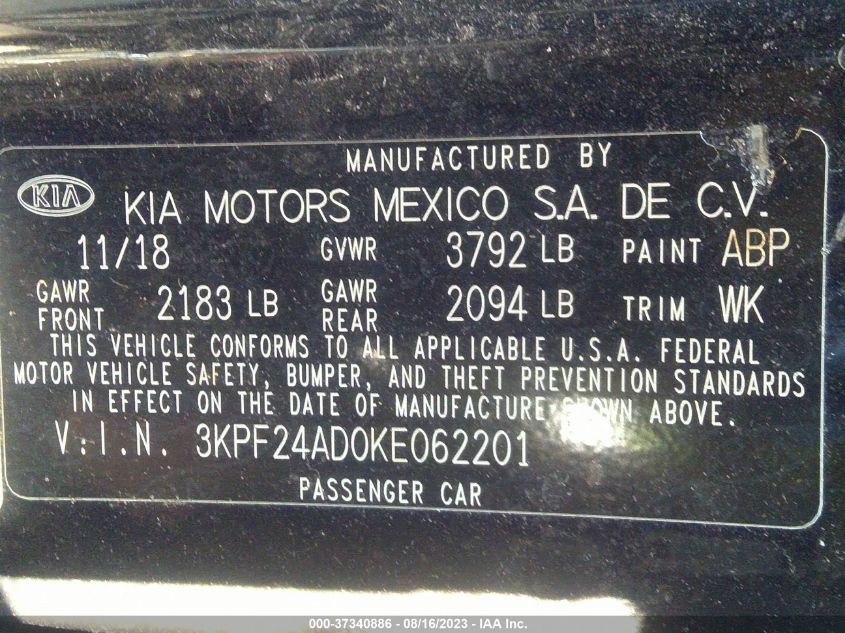 MANUFACTURED BY
KIA KIA MOTORS MEXICO S.A. DE C.V.
11/18 GVWR 3792 LB PAINT ABP
GAWR FRONT 2183 LB GAWR REAR 2094 LB TRIM WK
THIS VEHICLE CONFORMS TO ALL APPLICABLE U.S.A. FEDERAL
MOTOR VEHICLE SAFETY, BUMPER, AND THEFT PREVENTION STANDARDS
IN EFFECT ON THE DATE OF MANUFACTURE SHOWN ABOVE.
V.I.N. 3KPF24AD0KE062201
PASSENGER CAR
000-37340886 - 08/16/2023 - IAA Inc.